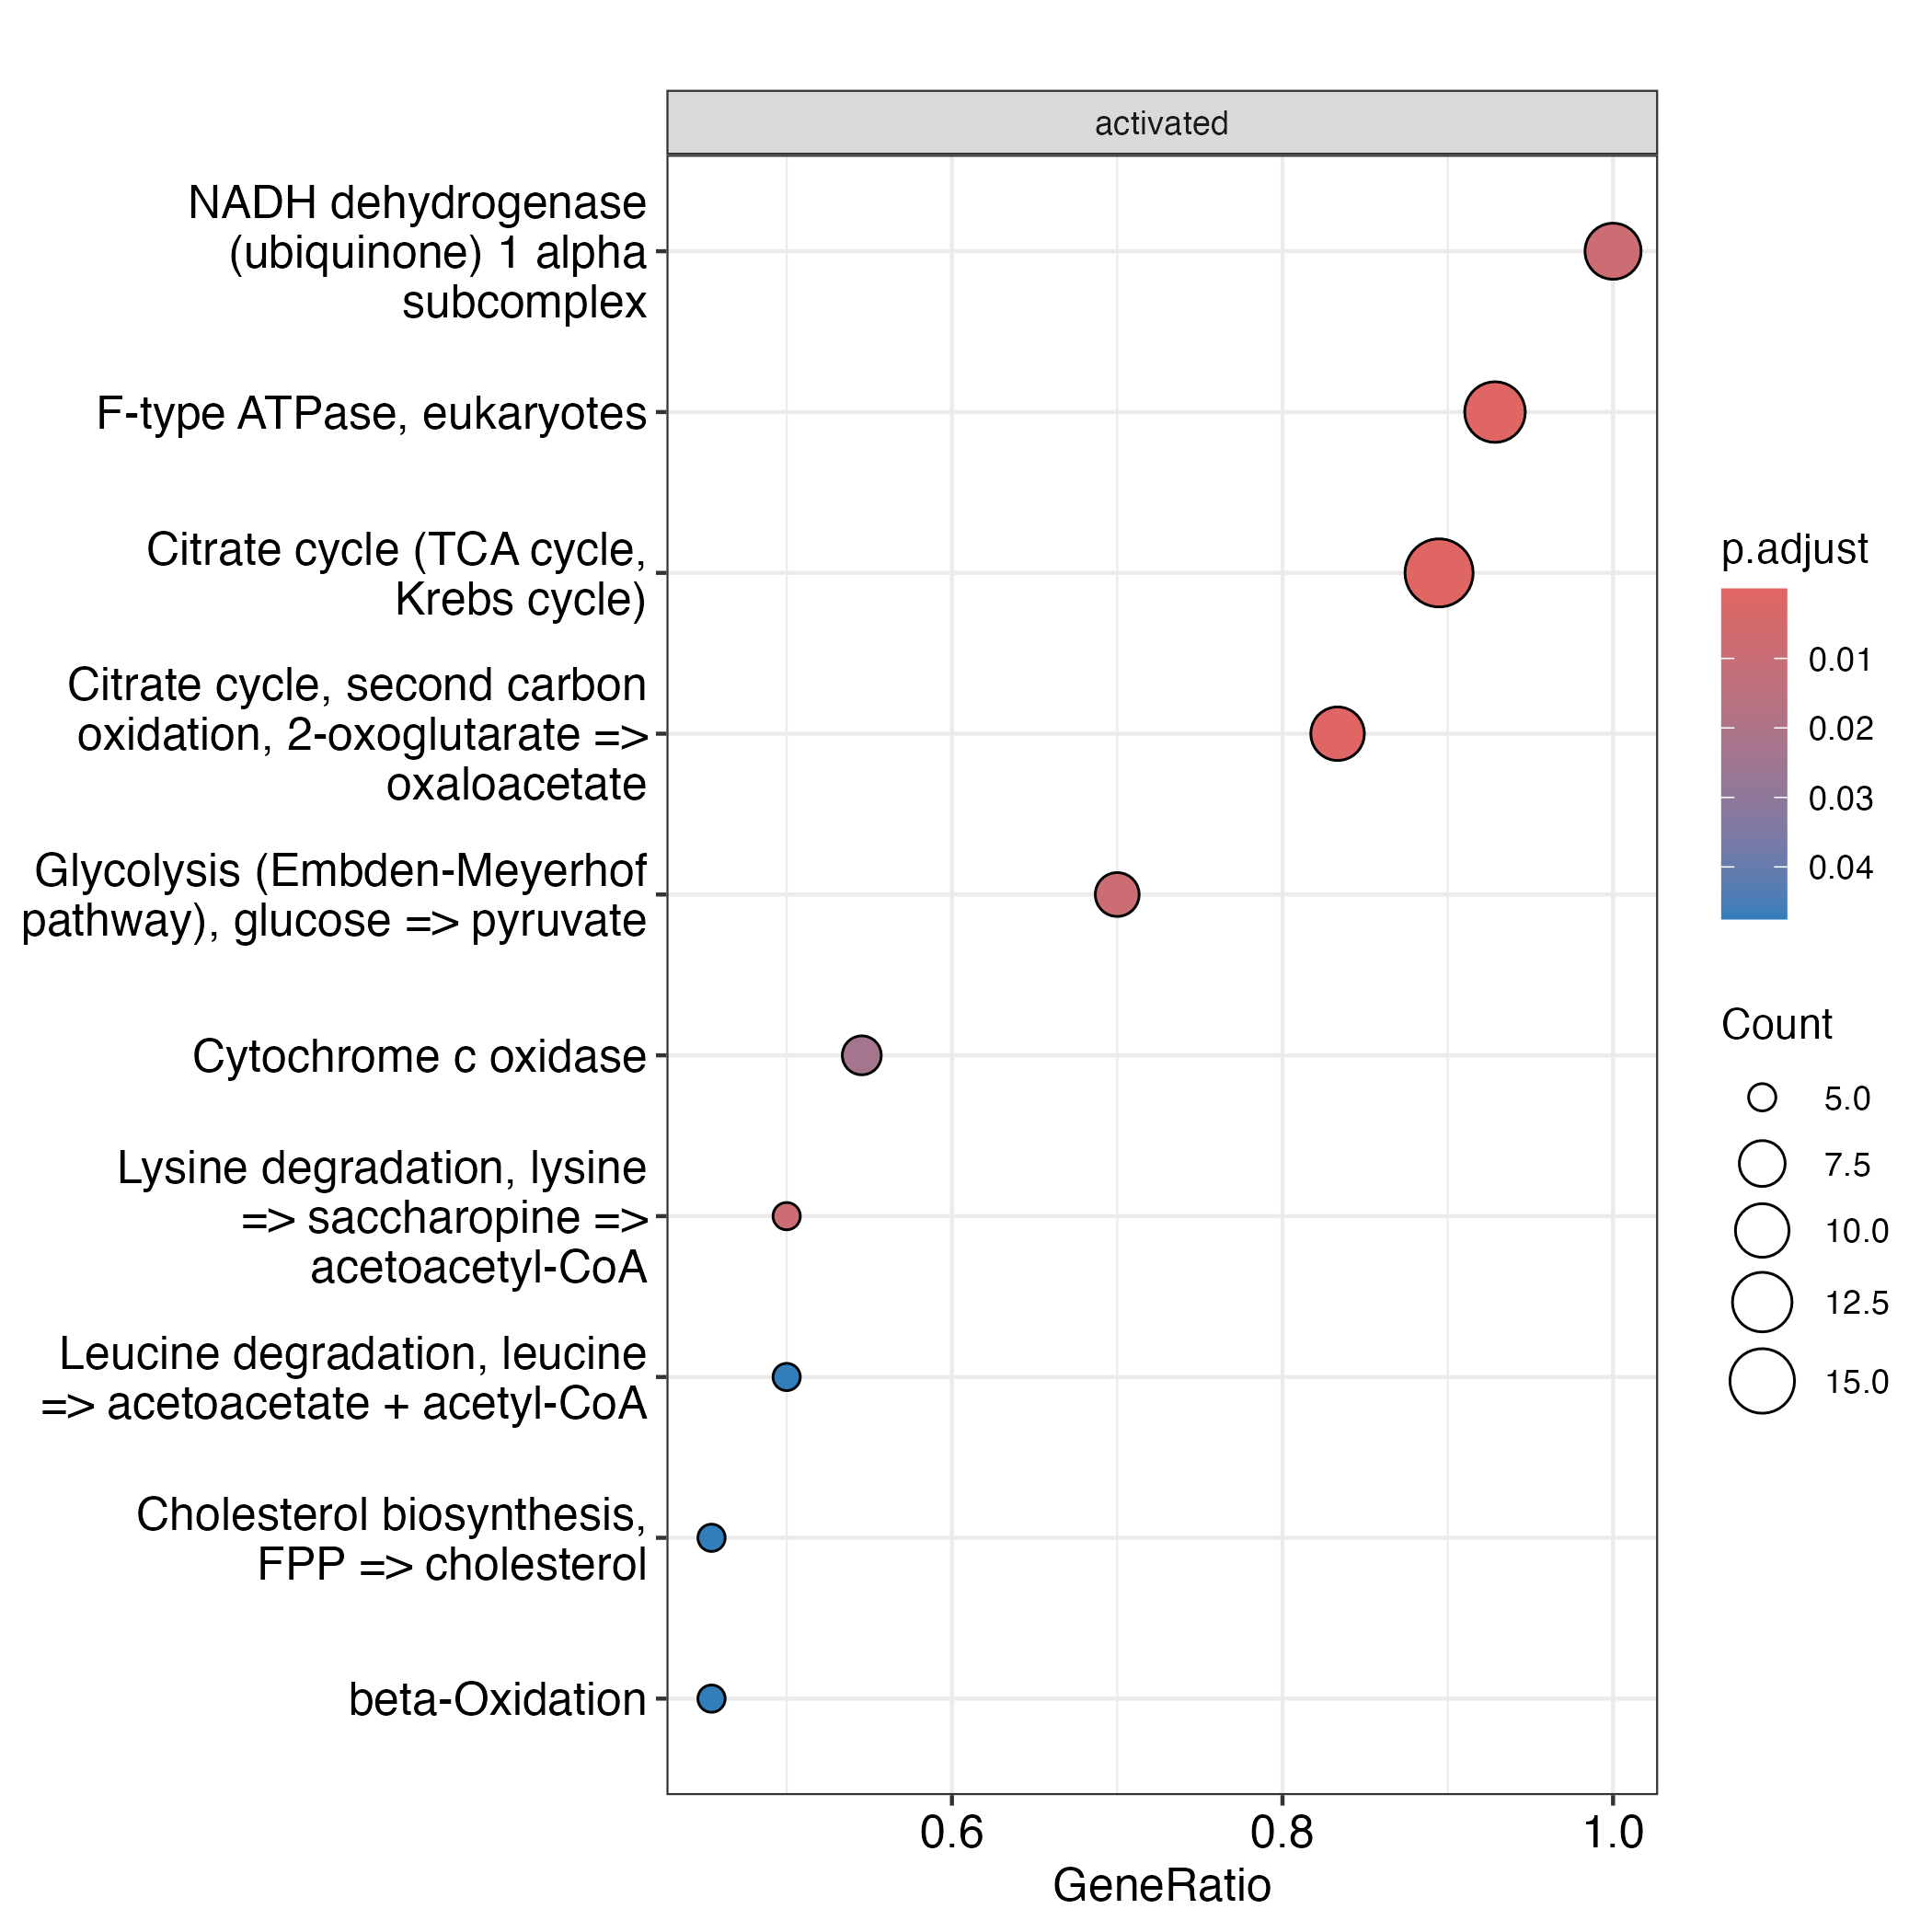 activated
NADH dehydrogenase
(ubiquinone) 1 alpha
subcomplex
F-type ATPase, eukaryotes
Citrate cycle (TCA cycle,
Krebs cycle)
Citrate cycle, second carbon
oxidation, 2-oxoglutarate =>
oxaloacetate
Glycolysis (Embden-Meyerhof
pathway), glucose => pyruvate
Cytochrome c oxidase
Lysine degradation, lysine
=> saccharopine =>
acetoacetyl-CoA
Leucine degradation, leucine
=> acetoacetate + acetyl-CoA
Cholesterol biosynthesis,
FPP => cholesterol
beta-Oxidation
0.6 0.8 1.0
GeneRatio
p.adjust
0.01
0.02
0.03
0.04
Count
5.0
7.5
10.0
12.5
15.0